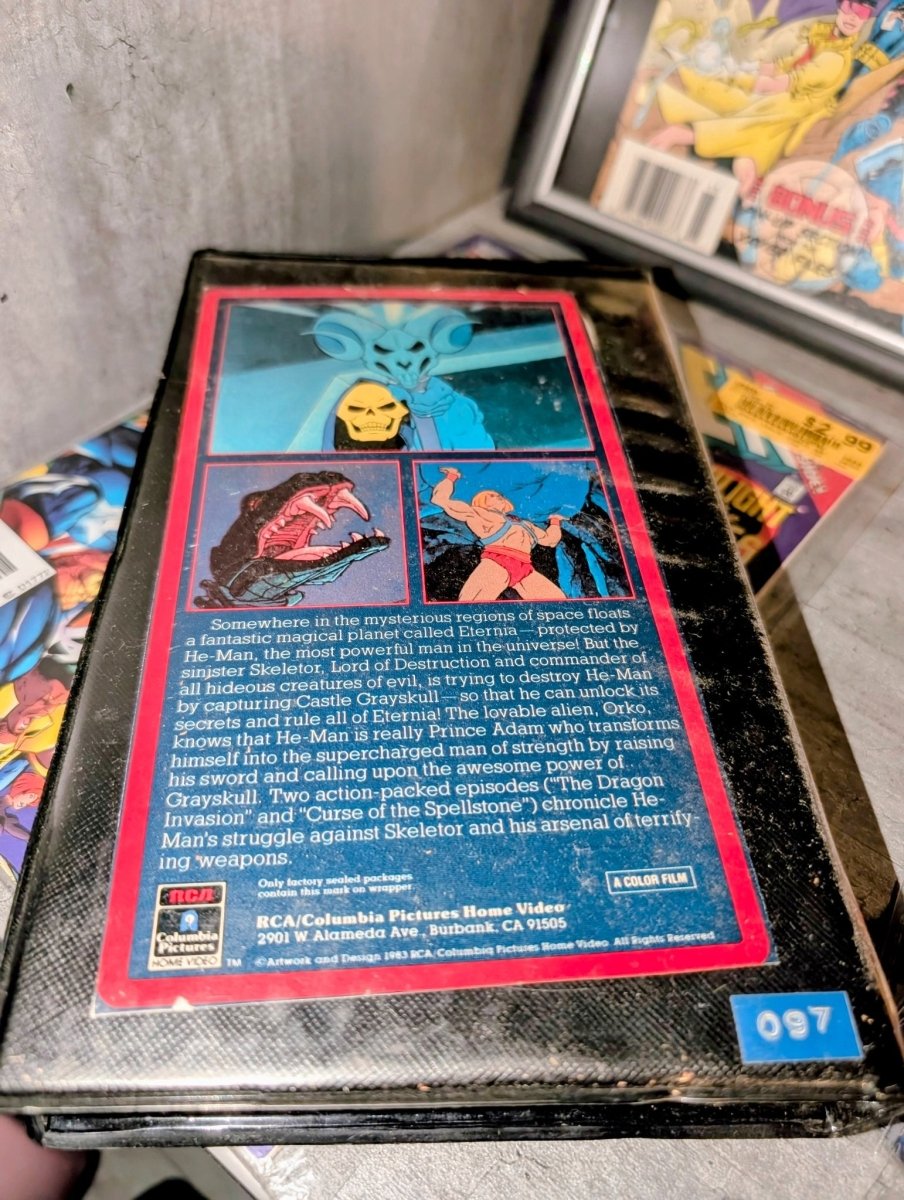 BONUS!
$2.99
Somewhere in the mysterious regions of space floats
a fantastic magical planet called Eternia—protected by
He-Man, the most powerful man in the universe! But the
sinister Skeletor, Lord of Destruction and commander of
all hideous creatures of evil, is trying to destroy He-Man
by capturing Castle Grayskull—so that he can unlock its
secrets and rule all of Eternia! The lovable alien, Orko,
knows that He-Man is really Prince Adam who transforms
himself into the supercharged man of strength by raising
his sword and calling upon the awesome power of
Grayskull. Two action-packed episodes ("The Dragon
Invasion" and "Curse of the Spellstone") chronicle He-
Man's struggle against Skeletor and his arsenal of terrify-
ing weapons.
Only factory sealed packages
contain this mark on wrapper
A COLOR FILM
RCA
Columbia
Pictures
HOME VIDEO
TM
RCA/Columbia Pictures Home Video
2901 W Alameda Ave, Burbank, CA 91505
©Artwork and Design 1983 RCA/Columbia Pictures Home Video All Rights Reserved
097